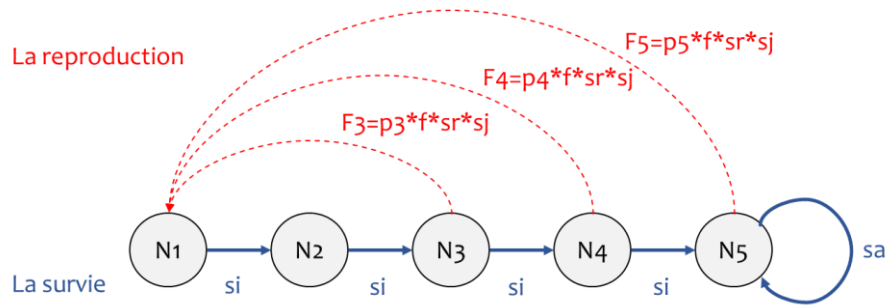 F5=p5*f*sr*sj
La reproduction
F4=p4*f*sr*sj
F3=p3*f*sr*sj
N1 N2 N3 N4 N5
sa
La survie si si si si